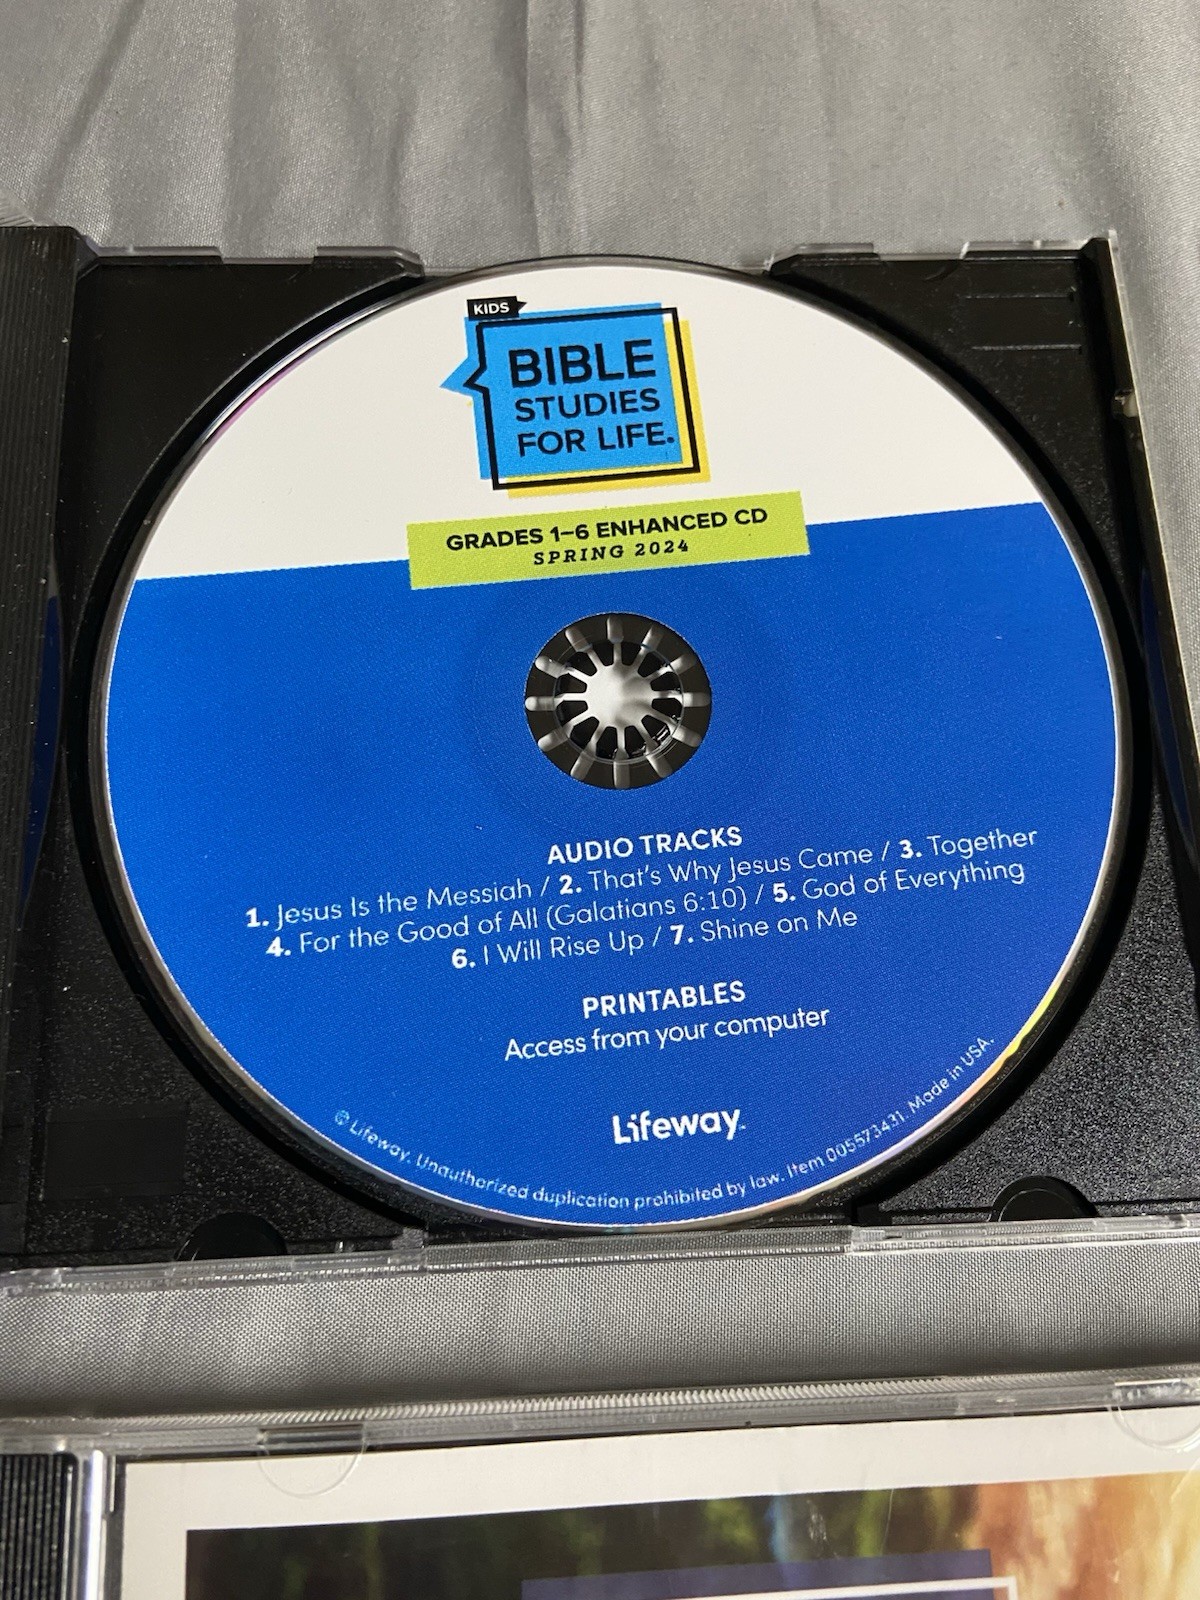 KIDS
BIBLE
STUDIES
FOR LIFE.
GRADES 1–6 ENHANCED CD
SPRING 2024
AUDIO TRACKS
1. Jesus Is the Messiah / 2. That's Why Jesus Came / 3. Together
4. For the Good of All (Galatians 6:10) / 5. God of Everything
6. I Will Rise Up / 7. Shine on Me
PRINTABLES
Access from your computer
Lifeway™
© Lifeway. Unauthorized duplication prohibited by law. Item 005573431. Made in USA.